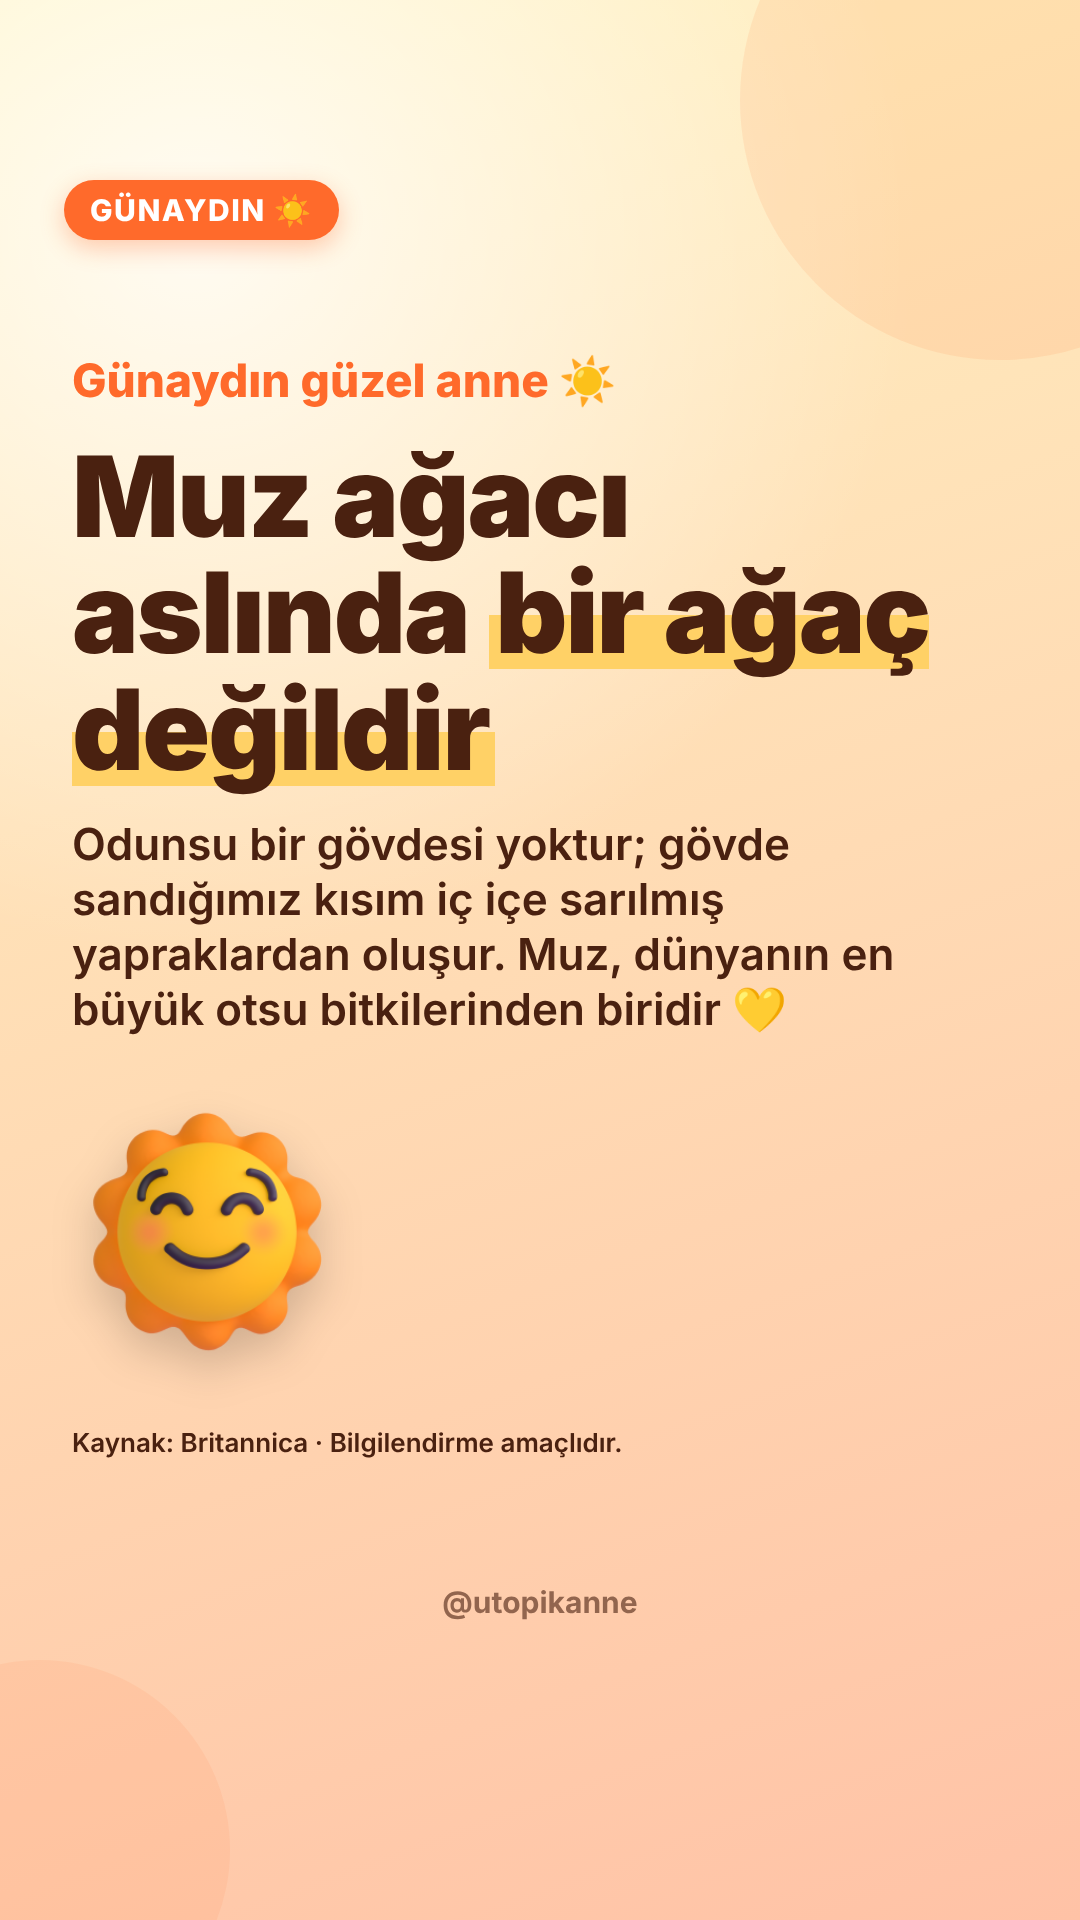 GÜNAYDIN ☀️
Günaydın güzel anne ☀️
Muz ağacı
aslında bir ağaç
değildir
Odunsu bir gövdesi yoktur; gövde
sandığımız kısım iç içe sarılmış
yapraklardan oluşur. Muz, dünyanın en
büyük otsu bitkilerinden biridir 💛
Kaynak: Britannica · Bilgilendirme amaçlıdır.
@utopikanne